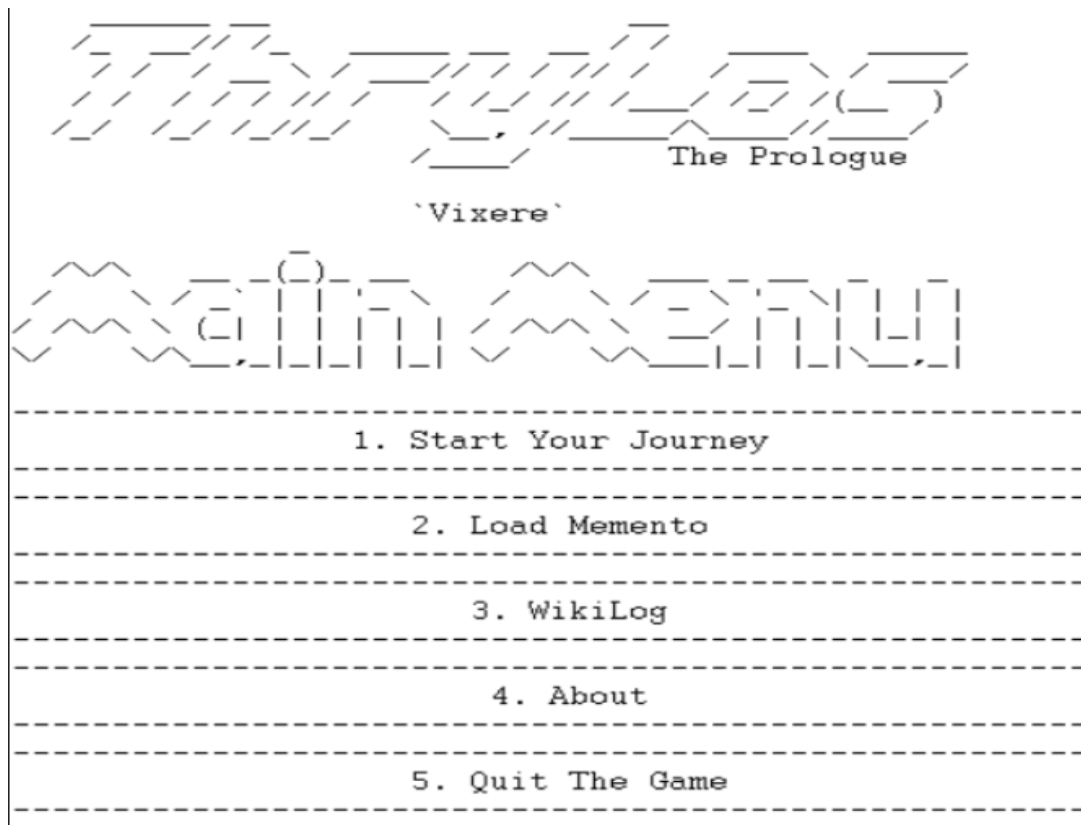 ThryLos
The Prologue
`Vixere`
Main Menu
1. Start Your Journey
2. Load Memento
3. WikiLog
4. About
5. Quit The Game